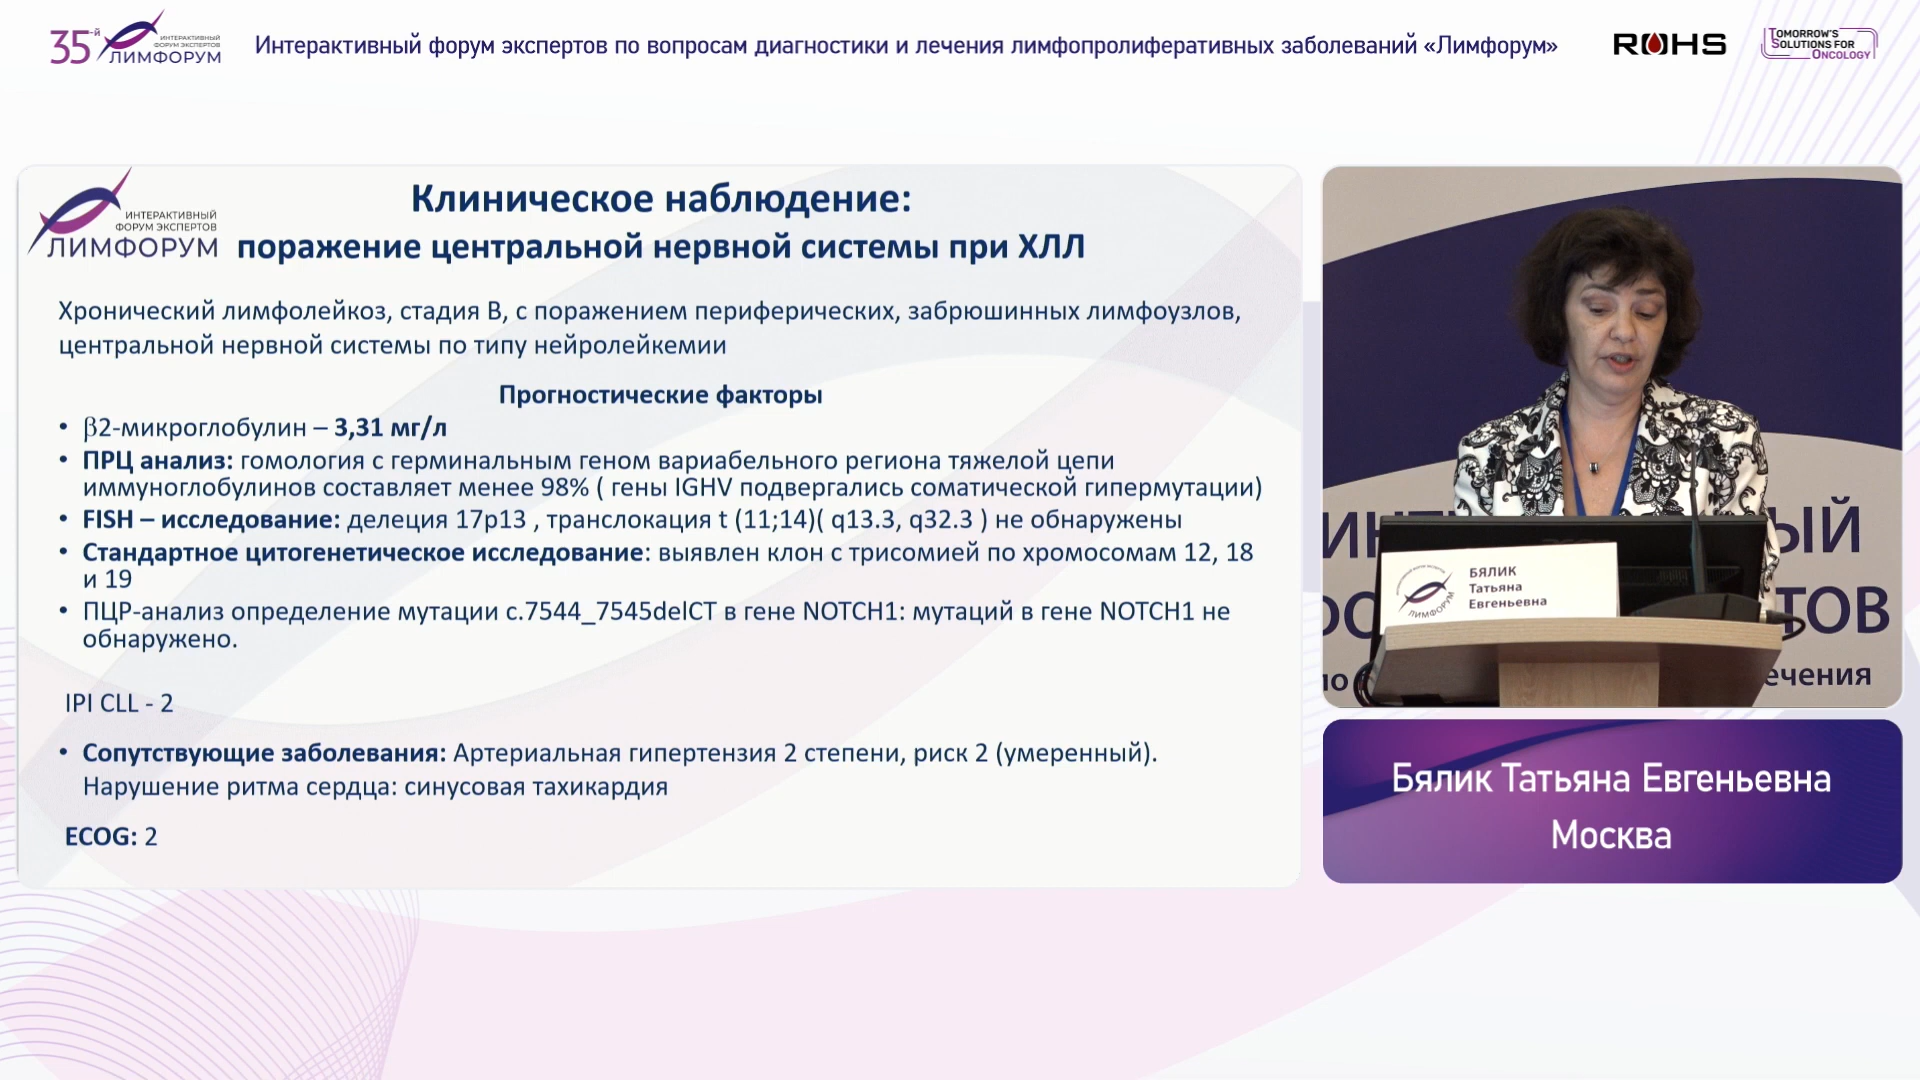 35-й
ИНТЕРАКТИВНЫЙ
ФОРУМ ЭКСПЕРТОВ
ЛИМФОРУМ
Интерактивный форум экспертов по вопросам диагностики и лечения лимфопролиферативных заболеваний «Лимфорум»
ROHS
TOMORROW'S
SOLUTIONS FOR
ONCOLOGY
ИНТЕРАКТИВНЫЙ
ФОРУМ ЭКСПЕРТОВ
ЛИМФОРУМ
Клиническое наблюдение:
поражение центральной нервной системы при ХЛЛ
Хронический лимфолейкоз, стадия В, с поражением периферических, забрюшинных лимфоузлов,
центральной нервной системы по типу нейролейкемии
Прогностические факторы
• β2-микроглобулин – 3,31 мг/л
• ПРЦ анализ: гомология с герминальным геном вариабельного региона тяжелой цепи
иммуноглобулинов составляет менее 98% ( гены IGHV подвергались соматической гипермутации)
• FISH – исследование: делеция 17p13 , транслокация t (11;14)( q13.3, q32.3 ) не обнаружены
• Стандартное цитогенетическое исследование: выявлен клон с трисомией по хромосомам 12, 18
и 19
• ПЦР-анализ определение мутации c.7544_7545delCT в гене NOTCH1: мутаций в гене NOTCH1 не
обнаружено.
IPI CLL - 2
• Сопутствующие заболевания: Артериальная гипертензия 2 степени, риск 2 (умеренный).
Нарушение ритма сердца: синусовая тахикардия
ECOG: 2
ИН ЫЙ
ТОВ
по ечения
БЯЛИК
Татьяна
Евгеньевна
ЛИМФОРУМ
Бялик Татьяна Евгеньевна
Москва